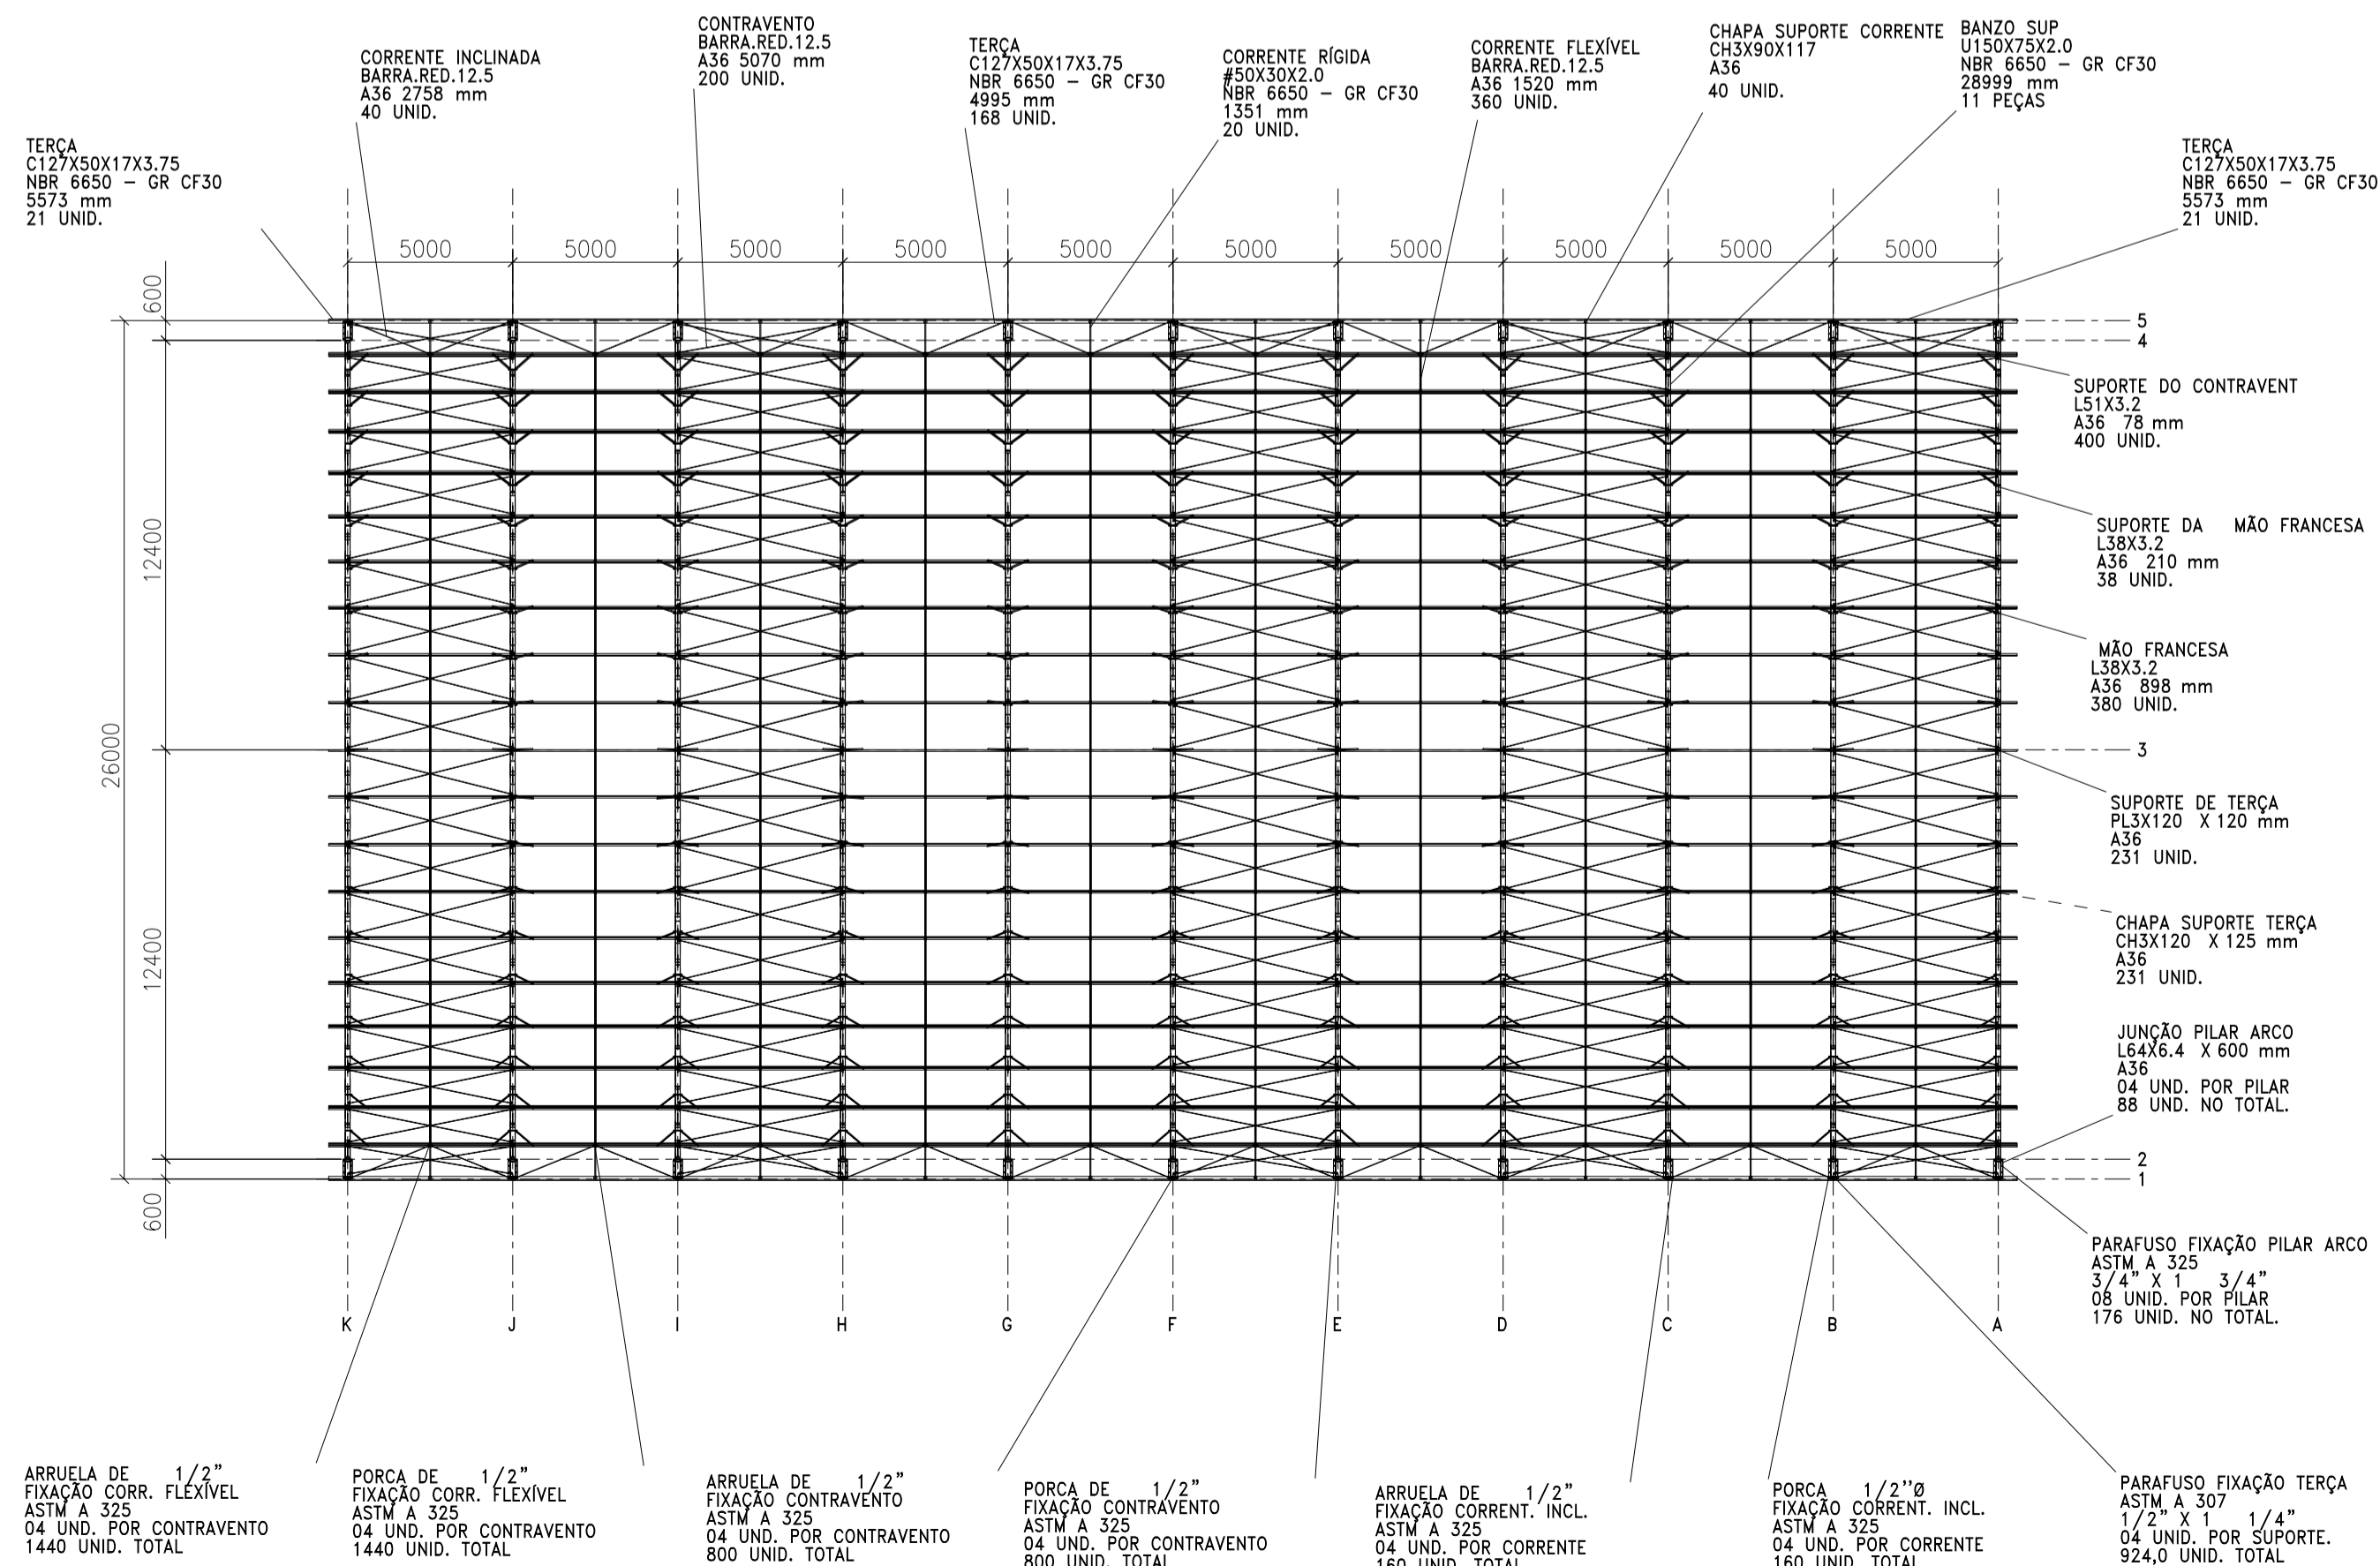 CORRENTE INCLINADA
BARRA.RED.12.5
A36 2758 mm
40 UNID.
CONTRAVENTO
BARRA.RED.12.5
A36 5070 mm
200 UNID.
TERÇA
C127X50X17X3.75
NBR 6650 – GR CF30
4995 mm
168 UNID.
CORRENTE RÍGIDA
#50X30X2.0
NBR 6650 – GR CF30
1351 mm
20 UNID.
CORRENTE FLEXÍVEL
BARRA.RED.12.5
A36 1520 mm
360 UNID.
CHAPA SUPORTE CORRENTE
CH3X90X117
A36
40 UNID.
BANZO SUP
U150X75X2.0
NBR 6650 – GR CF30
28999 mm
11 PEÇAS
TERÇA
C127X50X17X3.75
NBR 6650 – GR CF30
5573 mm
21 UNID.
TERÇA
C127X50X17X3.75
NBR 6650 – GR CF30
5573 mm
21 UNID.
5000 5000 5000 5000 5000 5000 5000 5000 5000 5000
600
12400
26000
12400
600
5
4
3
2
1
SUPORTE DO CONTRAVENT
L51X3.2
A36 78 mm
400 UNID.
SUPORTE DA MÃO FRANCESA
L38X3.2
A36 210 mm
38 UNID.
MÃO FRANCESA
L38X3.2
A36 898 mm
380 UNID.
SUPORTE DE TERÇA
PL3X120 X 120 mm
A36
231 UNID.
CHAPA SUPORTE TERÇA
CH3X120 X 125 mm
A36
231 UNID.
JUNÇÃO PILAR ARCO
L64X6.4 X 600 mm
A36
04 UND. POR PILAR
88 UND. NO TOTAL.
PARAFUSO FIXAÇÃO PILAR ARCO
ASTM A 325
3/4" X 1 3/4"
08 UNID. POR PILAR
176 UNID. NO TOTAL.
K J I H G F E D C B A
ARRUELA DE 1/2"
FIXAÇÃO CORR. FLEXÍVEL
ASTM A 325
04 UND. POR CONTRAVENTO
1440 UNID. TOTAL
PORCA DE 1/2"
FIXAÇÃO CORR. FLEXÍVEL
ASTM A 325
04 UND. POR CONTRAVENTO
1440 UNID. TOTAL
ARRUELA DE 1/2"
FIXAÇÃO CONTRAVENTO
ASTM A 325
04 UND. POR CONTRAVENTO
800 UNID. TOTAL
PORCA DE 1/2"
FIXAÇÃO CONTRAVENTO
ASTM A 325
04 UND. POR CONTRAVENTO
800 UNID. TOTAL
ARRUELA DE 1/2"
FIXAÇÃO CORRENT. INCL.
ASTM A 325
04 UND. POR CORRENTE
160 UNID. TOTAL
PORCA 1/2''Ø
FIXAÇÃO CORRENT. INCL.
ASTM A 325
04 UND. POR CORRENTE
160 UNID. TOTAL
PARAFUSO FIXAÇÃO TERÇA
ASTM A 307
1/2" X 1 1/4"
04 UNID. POR SUPORTE.
924,0 UNID. TOTAL